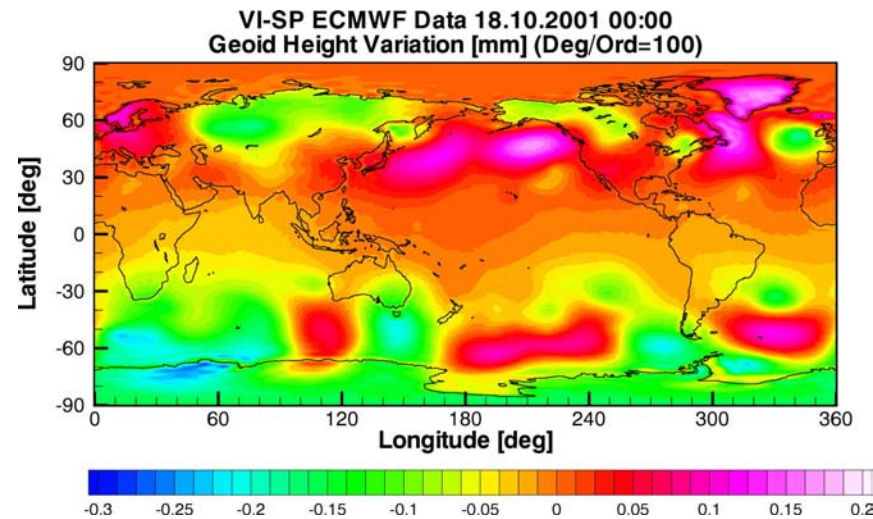 VI-SP ECMWF Data 18.10.2001 00:00
Geoid Height Variation [mm] (Deg/Ord=100)
90
60
30
0
-30
-60
-90
Latitude [deg]
0 60 120 180 240 300 360
Longitude [deg]
-0.3 -0.25 -0.2 -0.15 -0.1 -0.05 0 0.05 0.1 0.15 0.2